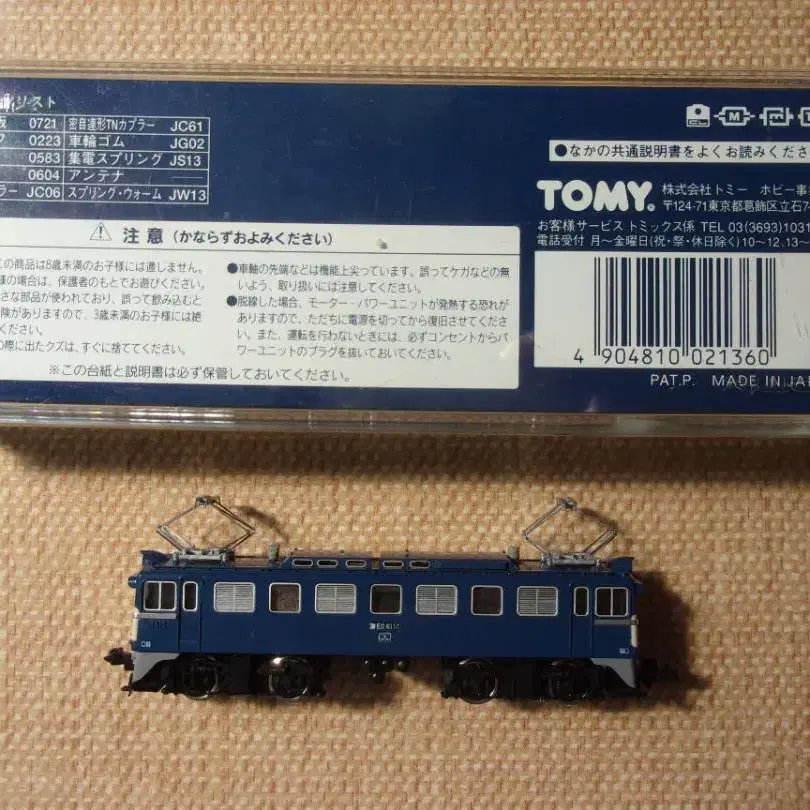 リスト
0721 密自連形TNカプラー JC61
0223 車輪ゴム JG02
0583 集電スプリング JS13
0604 アンテナ
ラー JC06 スプリング・ウォーム JW13
注意 (かならずおよみください)
この商品は8歳未満のお子様には適しません。
様の場合は、保護者のもとでお遊びください。
さな部品が使われており、誤って飲み込むと
険がありますので、3歳未満のお子様には絶
ください。
の際に出たクズは、すぐに捨ててください。
●車軸の先端などは機能上尖っています。誤ってケガなどの無
いよう、取り扱いには注意してください。
●脱線した場合、モーター・パワーユニットが発熱する恐れが
ありますので、ただちに電源を切ってから復旧させてくださ
い。また、運転を行わないときには、必ずコンセントからパ
ワーユニットのプラグを抜いておいてください。
※この台紙と説明書は必ず保管しておいてください。
M
●なかの共通説明書をよくお読みくださ
TOMY. 株式会社トミー ホビー事
〒124-71東京都葛飾区立石7
お客様サービス トミックス係 TEL 03(3693)1031
電話受付 月〜金曜日(祝・祭・休日除く)10〜12.13〜
4 904810 021360
PAT.P. MADE IN JA